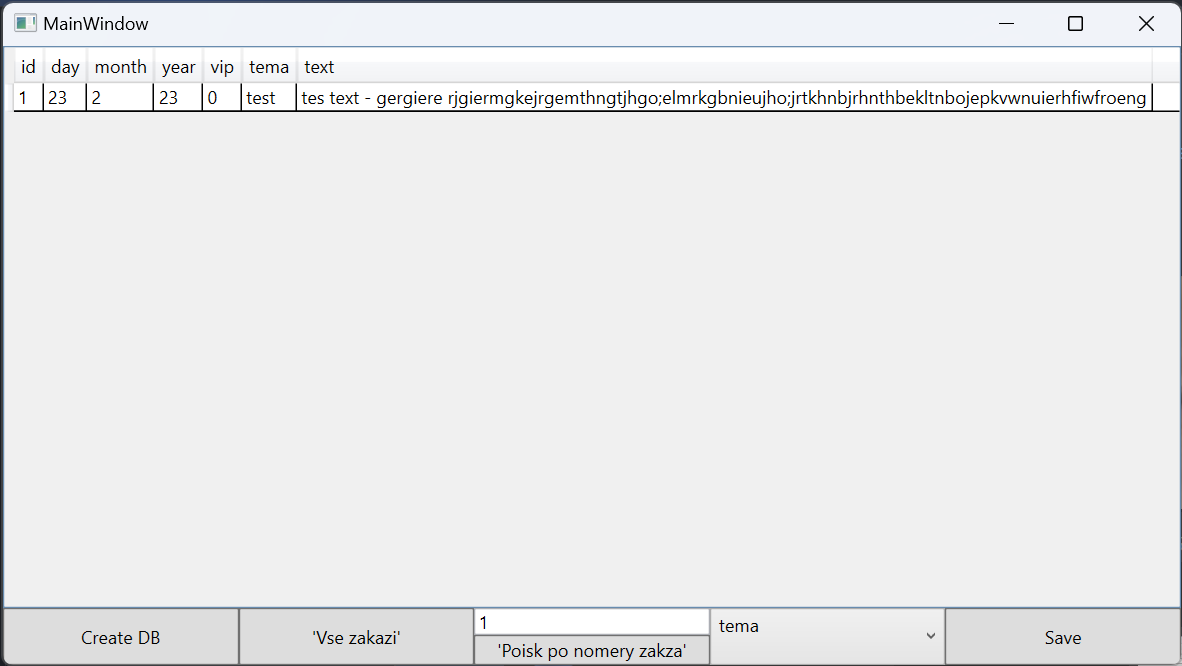 MainWindow
id day month year vip tema text
1 23 2 23 0 test tes text - gergiere rjgiermgkejrgemthngtjhgo;elmrkgbnieujho;jrtkhnbjrhnthbekltnbojepkvwnuierhfiwfroeng
Create DB 'Vse zakazi' 1 tema Save
'Poisk po nomery zakza'